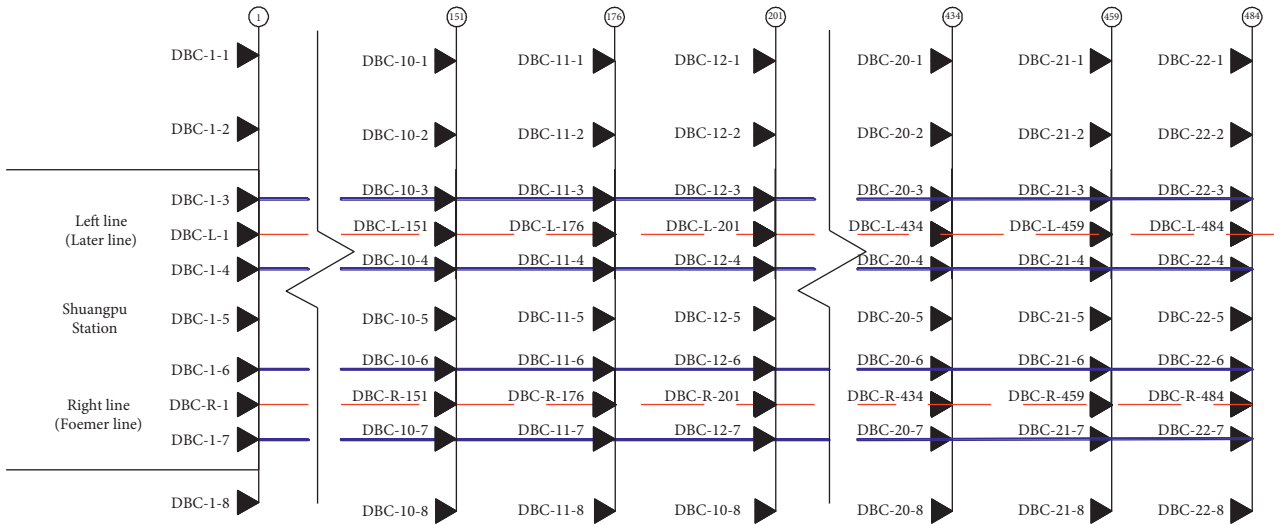 1 151 176 201 434 459 484
DBC-1-1 DBC-10-1 DBC-11-1 DBC-12-1 DBC-20-1 DBC-21-1 DBC-22-1
DBC-1-2 DBC-10-2 DBC-11-2 DBC-12-2 DBC-20-2 DBC-21-2 DBC-22-2
DBC-1-3 DBC-10-3 DBC-11-3 DBC-12-3 DBC-20-3 DBC-21-3 DBC-22-3
Left line
(Later line)
DBC-L-1 DBC-L-151 DBC-L-176 DBC-L-201 DBC-L-434 DBC-L-459 DBC-L-484
DBC-1-4 DBC-10-4 DBC-11-4 DBC-12-4 DBC-20-4 DBC-21-4 DBC-22-4
Shuangpu
Station
DBC-1-5 DBC-10-5 DBC-11-5 DBC-12-5 DBC-20-5 DBC-21-5 DBC-22-5
DBC-1-6 DBC-10-6 DBC-11-6 DBC-12-6 DBC-20-6 DBC-21-6 DBC-22-6
Right line
(Foemer line)
DBC-R-1 DBC-R-151 DBC-R-176 DBC-R-201 DBC-R-434 DBC-R-459 DBC-R-484
DBC-1-7 DBC-10-7 DBC-11-7 DBC-12-7 DBC-20-7 DBC-21-7 DBC-22-7
DBC-1-8 DBC-10-8 DBC-11-8 DBC-10-8 DBC-20-8 DBC-21-8 DBC-22-8